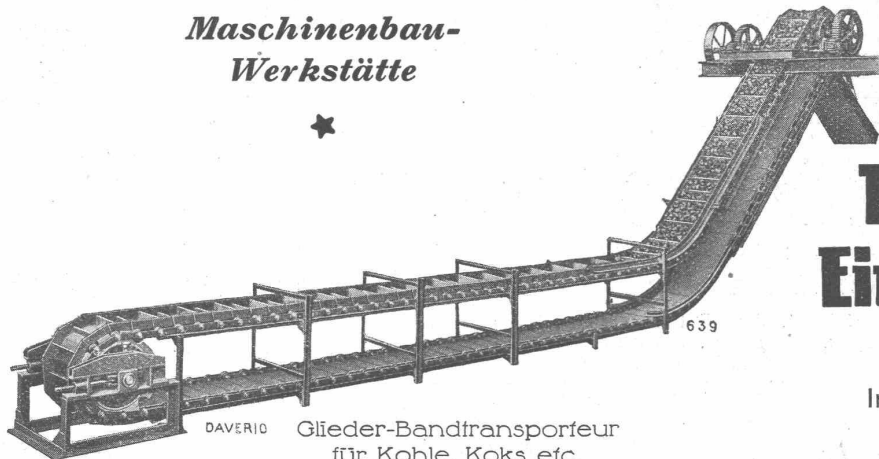 Maschinenbau-
Werkstätte
639
DAVERIO
Glieder-Bandtransporteur
für Kohle, Koks etc.